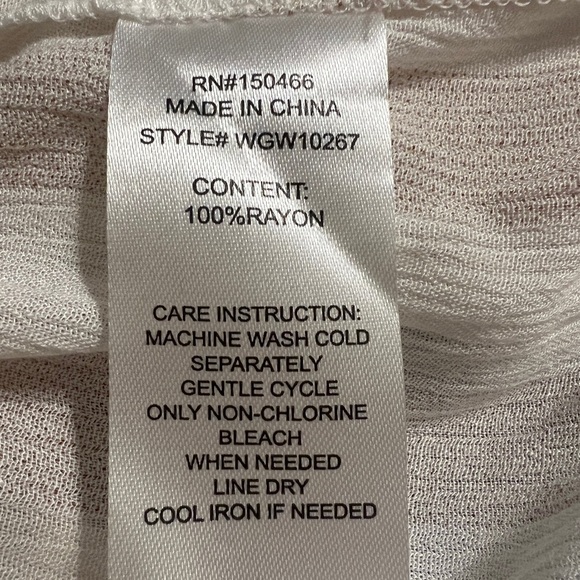 RN#150466
MADE IN CHINA
STYLE# WGW10267
CONTENT:
100%RAYON
CARE INSTRUCTION:
MACHINE WASH COLD
SEPARATELY
GENTLE CYCLE
ONLY NON-CHLORINE
BLEACH
WHEN NEEDED
LINE DRY
COOL IRON IF NEEDED